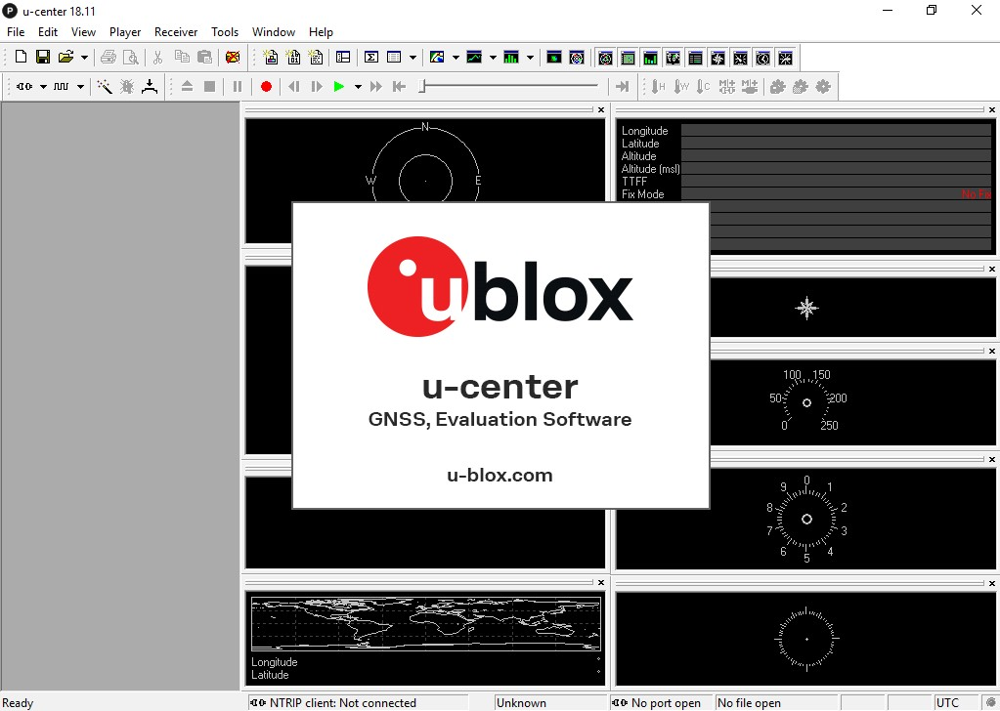 u-center 18.11
File Edit View Player Receiver Tools Window Help
N
W E
Longitude
Latitude
Altitude
Altitude (msl)
TTFF
Fix Mode
ublox
u-center
GNSS, Evaluation Software
u-blox.com
100 150
50 200
0 250
0
9 1
8 2
7 3
6 4
5
Longitude
Latitude
Ready NTRIP client: Not connected Unknown No port open No file open UTC